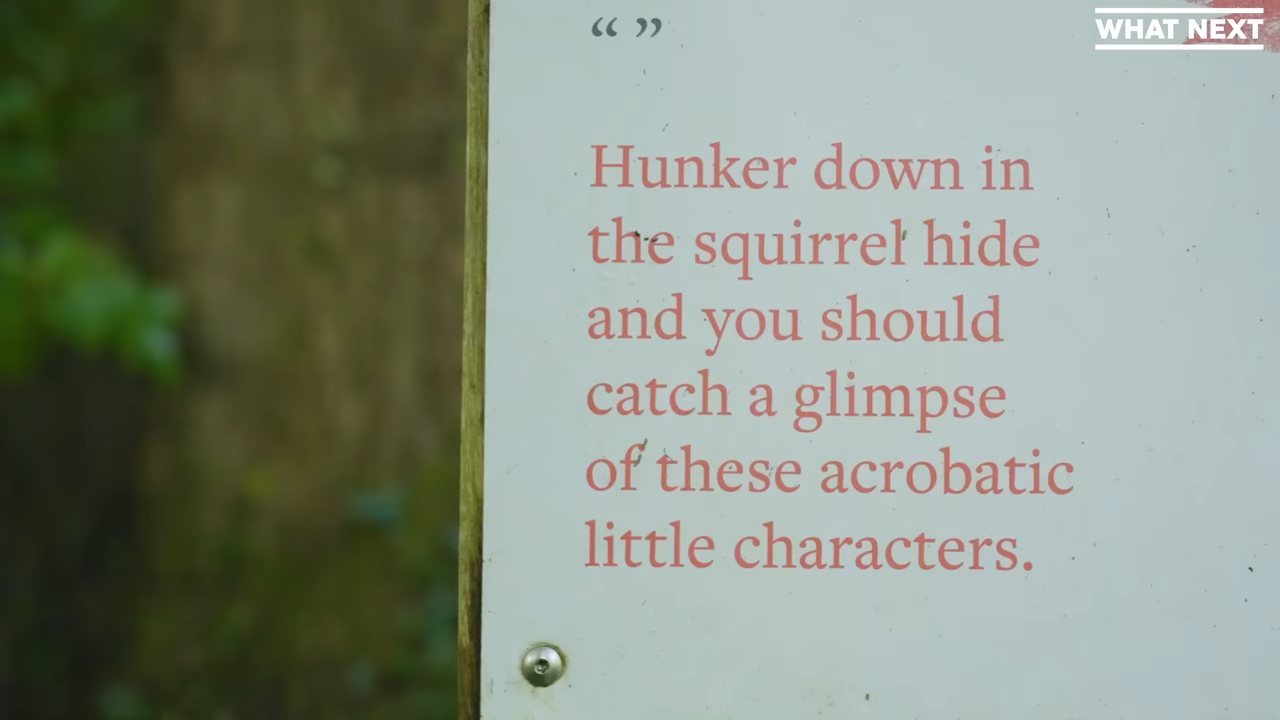 WHAT NEXT
“ ”
Hunker down in
the squirrel hide
and you should
catch a glimpse
of these acrobatic
little characters.